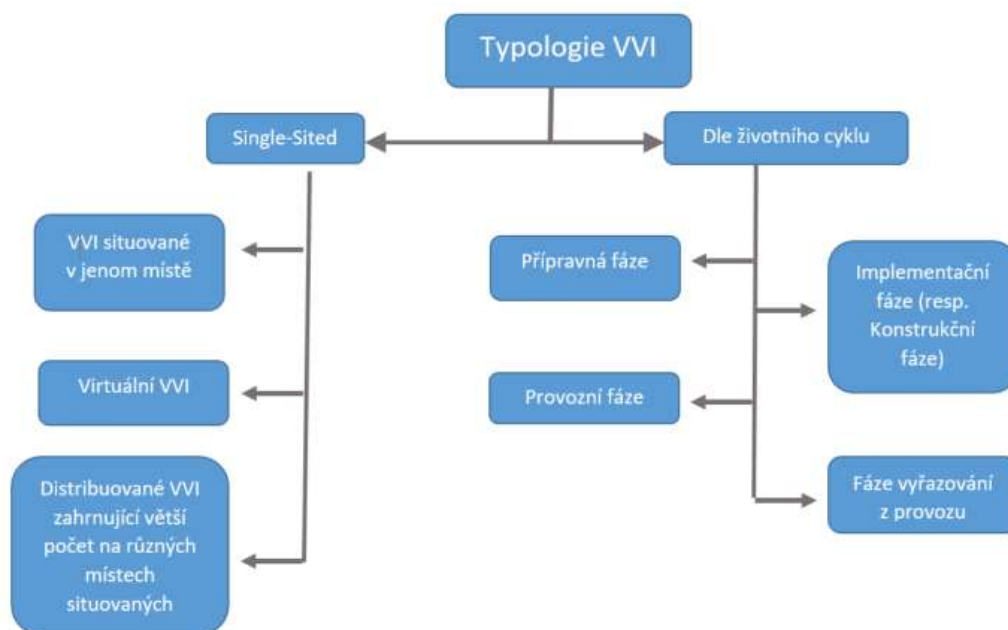 Typologie VVI
Single-Sited
Dle životního cyklu
VVI situované
v jenom místě
Virtuální VVI
Distribuované VVI
zahrnující větší
počet na různých
místech
situovaných
Přípravná fáze
Implementační
fáze (resp.
Konstrukční
fáze)
Provozní fáze
Fáze vyřazování
z provozu